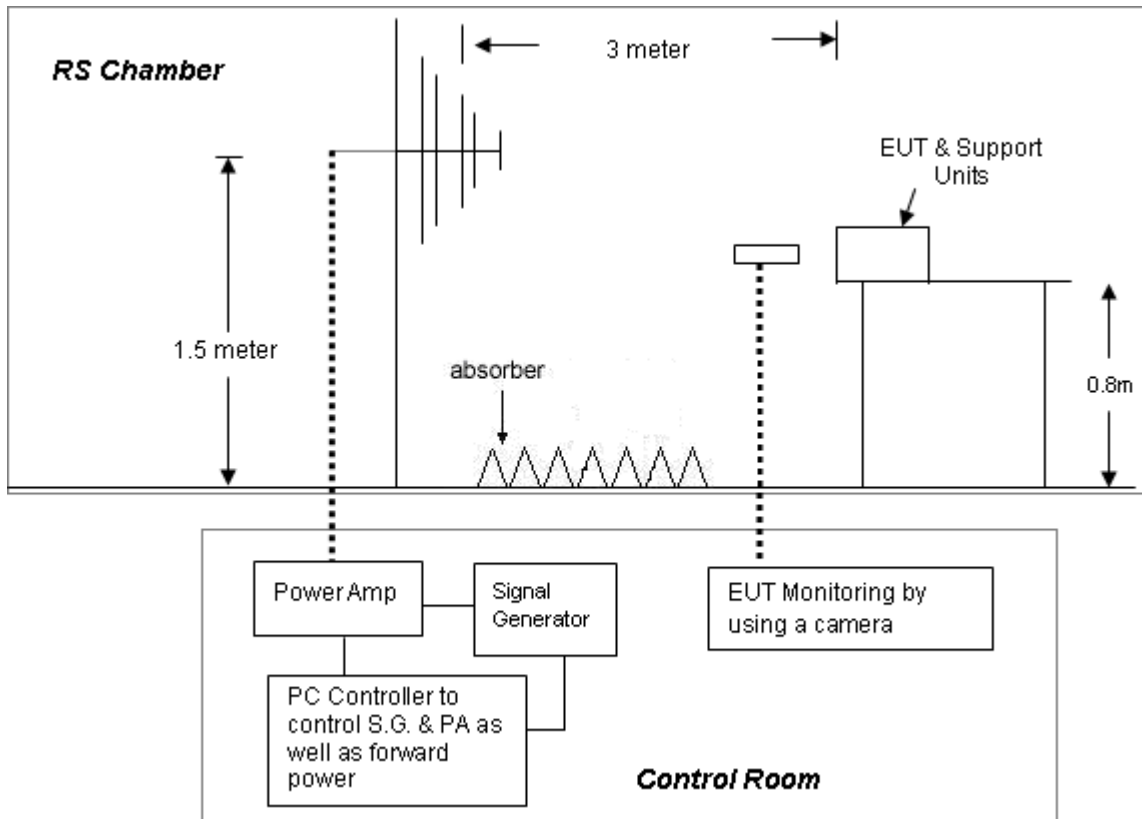 RS Chamber
3 meter
EUT & Support
Units
1.5 meter
absorber
0.8m
Power Amp
Signal
Generator
EUT Monitoring by
using a camera
PC Controller to
control S.G. & PA as
well as forward
power
Control Room